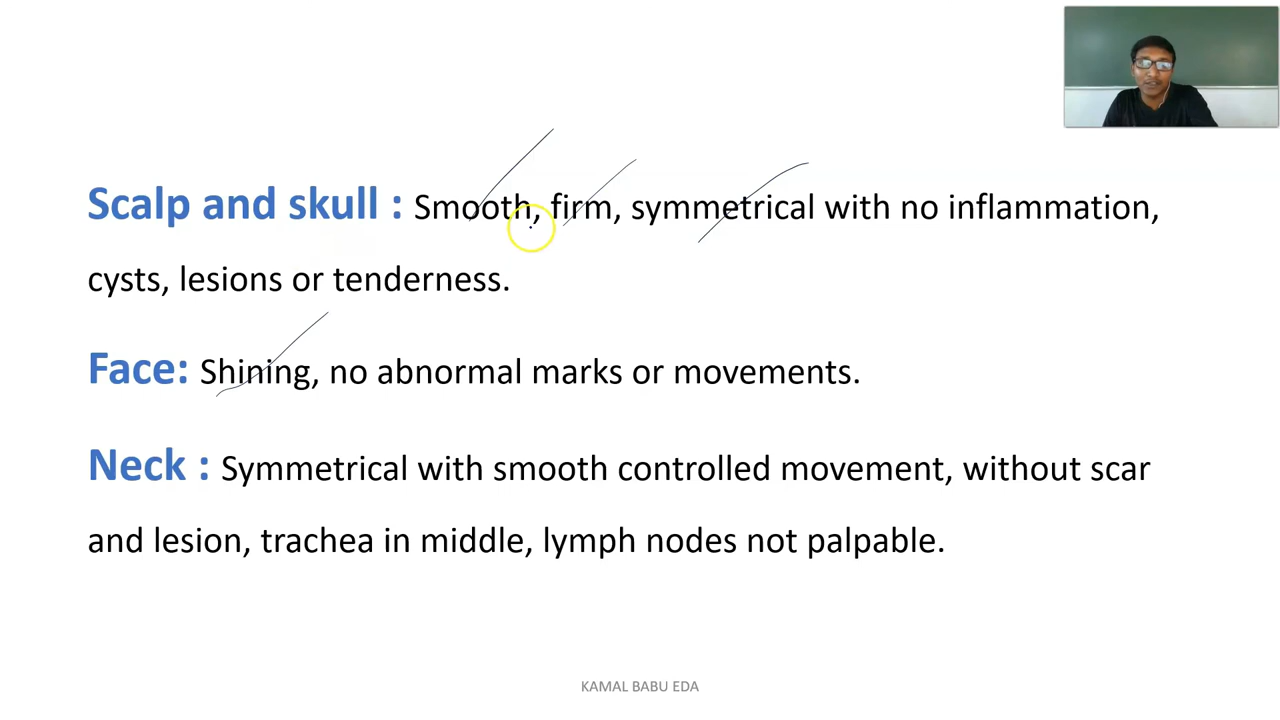 Scalp and skull : Smooth, firm, symmetrical with no inflammation,
cysts, lesions or tenderness.
Face: Shining, no abnormal marks or movements.
Neck : Symmetrical with smooth controlled movement, without scar
and lesion, trachea in middle, lymph nodes not palpable.
KAMAL BABU EDA